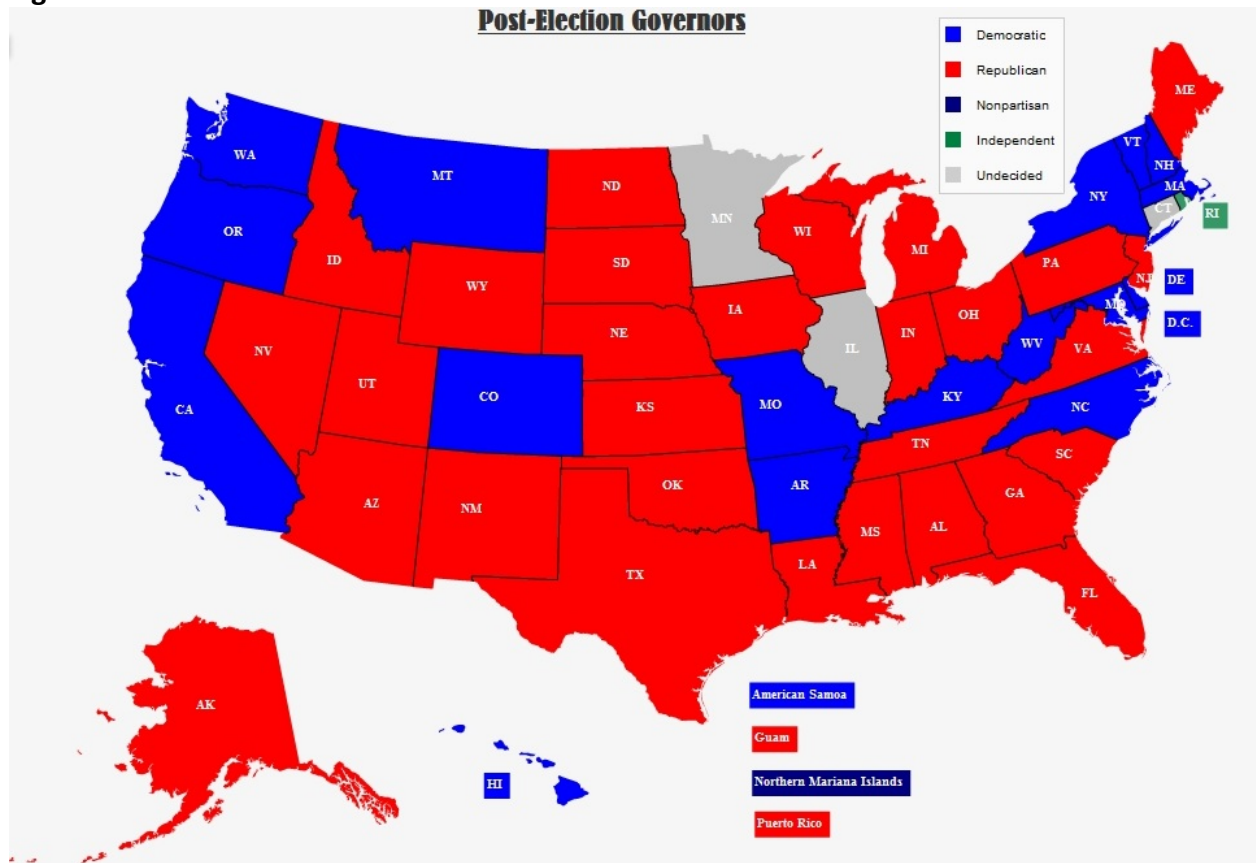 Post-Election Governors
Democratic
Republican
Nonpartisan
Independent
Undecided
ME
WA
MT
ND
MN
VT
NH
MA
NY
CT
RI
OR
ID
SD
WI
MI
WY
PA
NJ
DE
IA
NE
OH
MD
D.C.
NV
UT
CO
IL
IN
WV
VA
CA
KS
MO
KY
NC
AZ
NM
OK
TN
SC
AR
GA
MS
AL
TX
LA
FL
AK
HI
American Samoa
Guam
Northern Mariana Islands
Puerto Rico